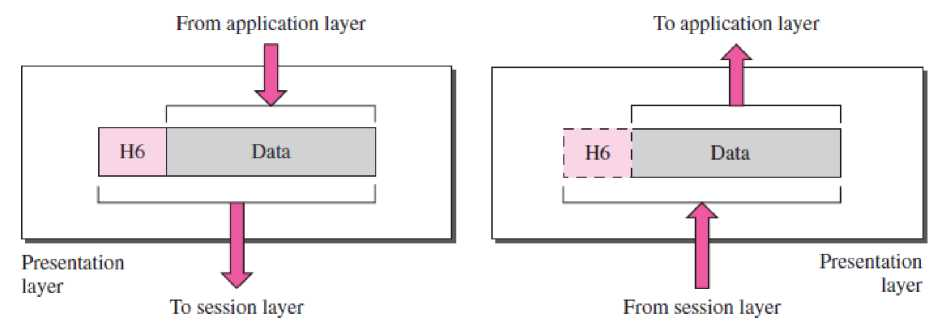 From application layer
To application layer
H6
Data
H6
Data
Presentation
layer
Presentation
layer
To session layer
From session layer